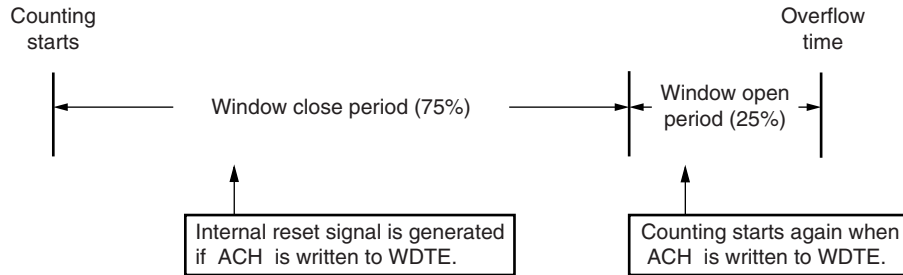 Counting
starts
Overflow
time
Window close period (75%)
Window open
period (25%)
Internal reset signal is generated
if ACH is written to WDTE.
Counting starts again when
ACH is written to WDTE.